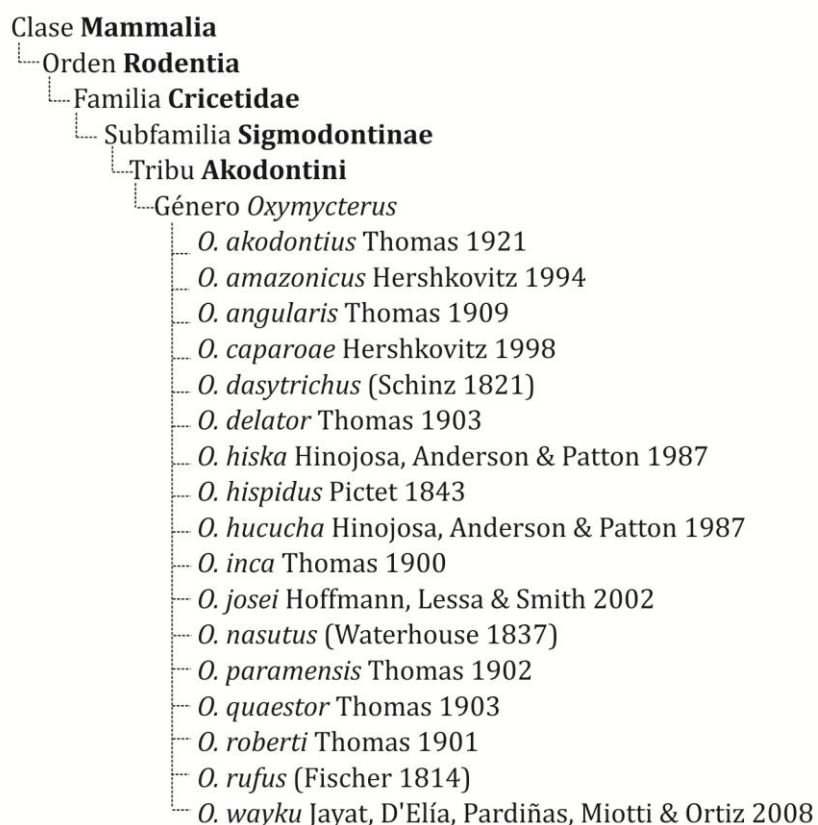 Clase Mammalia
Orden Rodentia
Familia Cricetidae
Subfamilia Sigmodontinae
Tribu Akodontini
Género Oxymycterus
O. akodontius Thomas 1921
O. amazonicus Hershkovitz 1994
O. angularis Thomas 1909
O. caparoae Hershkovitz 1998
O. dasytrichus (Schinz 1821)
O. delator Thomas 1903
O. hiska Hinojosa, Anderson & Patton 1987
O. hispidus Pictet 1843
O. hucucha Hinojosa, Anderson & Patton 1987
O. inca Thomas 1900
O. josei Hoffmann, Lessa & Smith 2002
O. nasutus (Waterhouse 1837)
O. paramensis Thomas 1902
O. quaestor Thomas 1903
O. roberti Thomas 1901
O. rufus (Fischer 1814)
O. wayku Jayat, D'Elía, Pardiñas, Miotti & Ortiz 2008